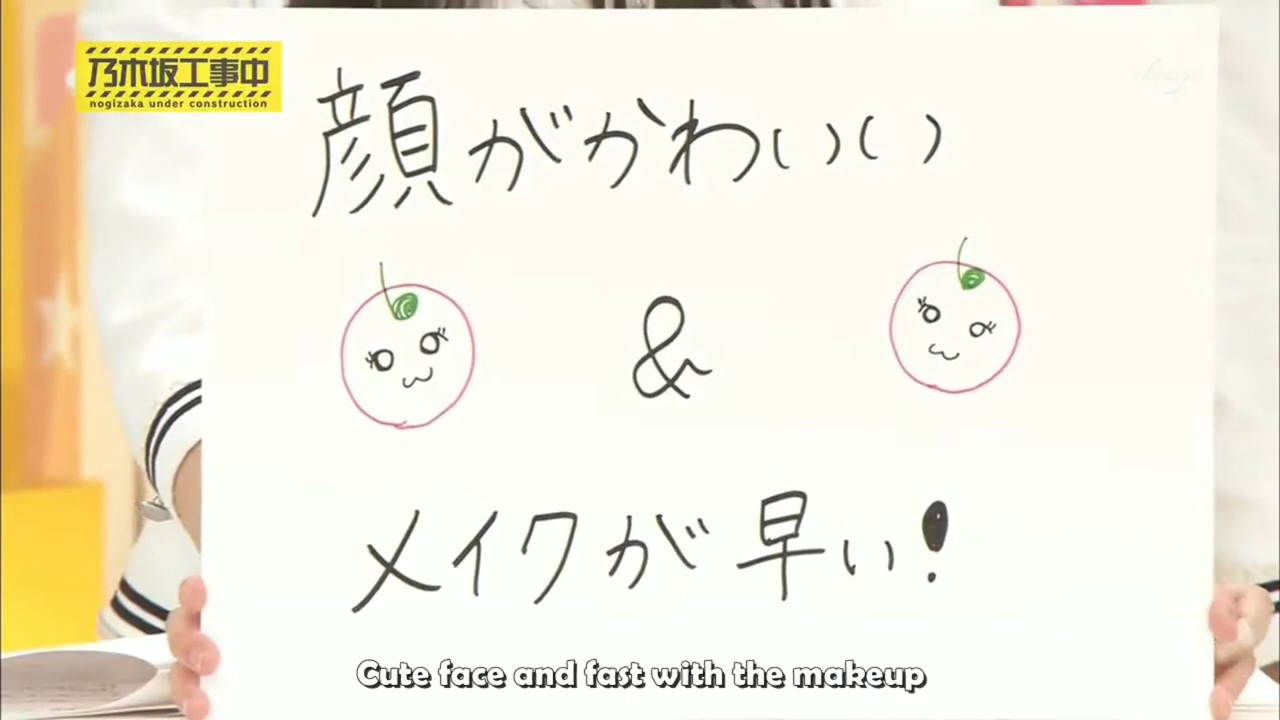 乃木坂工事中
nogizaka under construction
顔がかわいい
&
メイクが早い!
Cute face and fast with the makeup